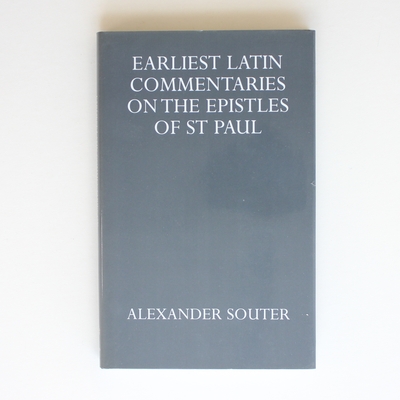 EARLIEST LATIN
COMMENTARIES
ON THE EPISTLES
OF ST PAUL
ALEXANDER SOUTER